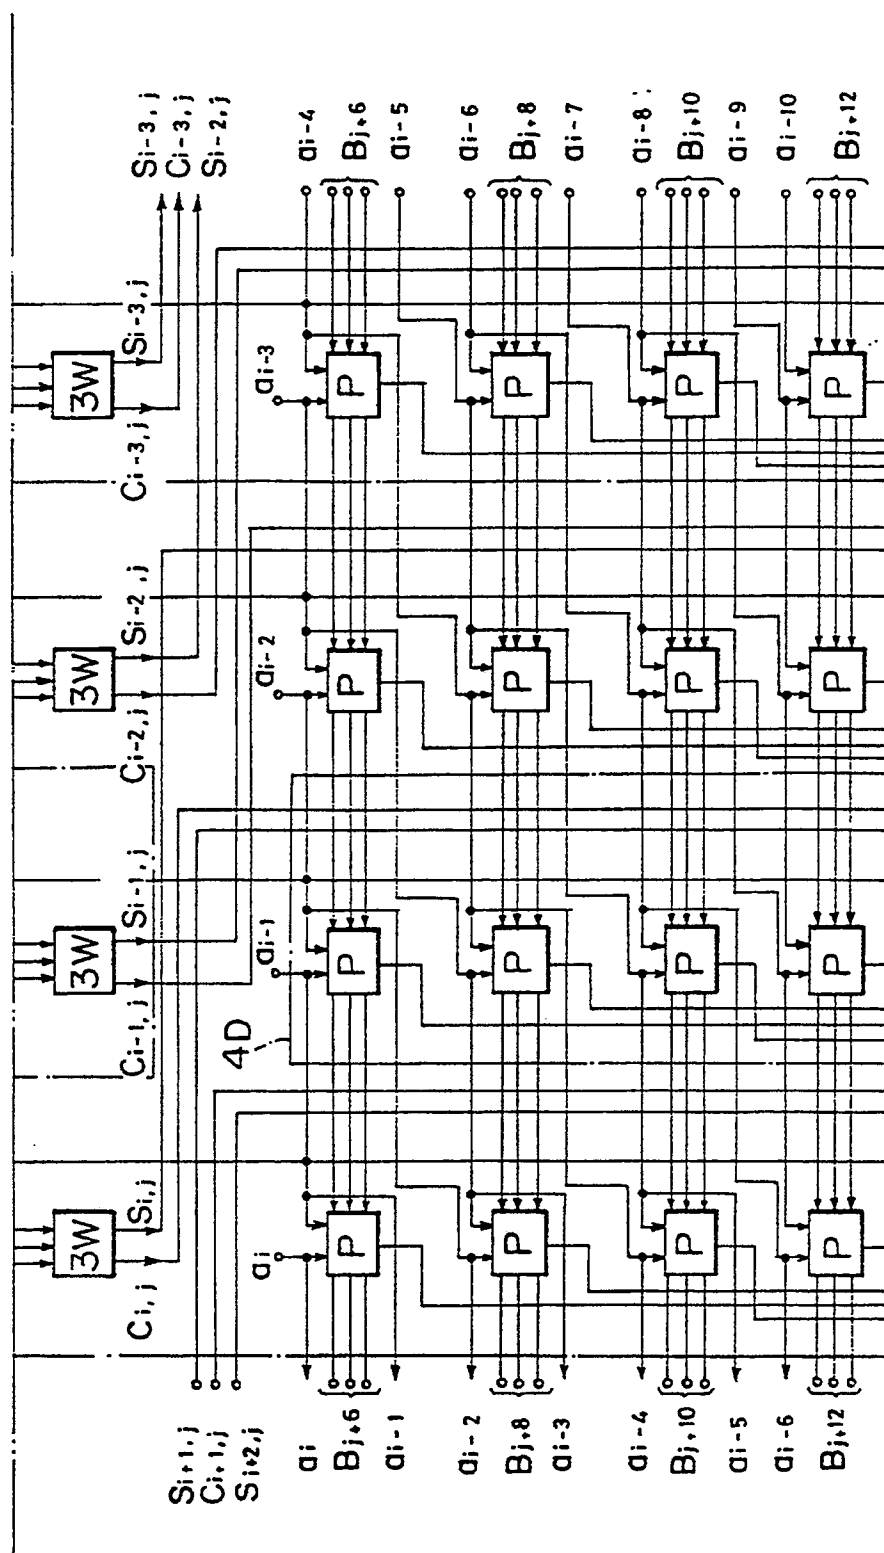 Si-3, j
Ci-3, j
Si-2, j
ai-4
Bj+6
ai-5
ai-6
Bj+8
ai-7
ai-8
Bj+10
ai-9
ai-10
Bj+12
3W
Si-3, j
Ci-3, j
ai-3
P
P
P
P
3W
Si-2, j
Ci-2, j
ai-2
P
P
P
P
3W
Si-1, j
Ci-1, j
ai-1
P
P
P
P
4D
3W
Si, j
Ci, j
ai
P
P
P
P
Si+1, j
Ci+1, j
Si+2, j
ai
Bj+6
ai-1
ai-2
Bj+8
ai-3
ai-4
Bj+10
ai-5
ai-6
Bj+12